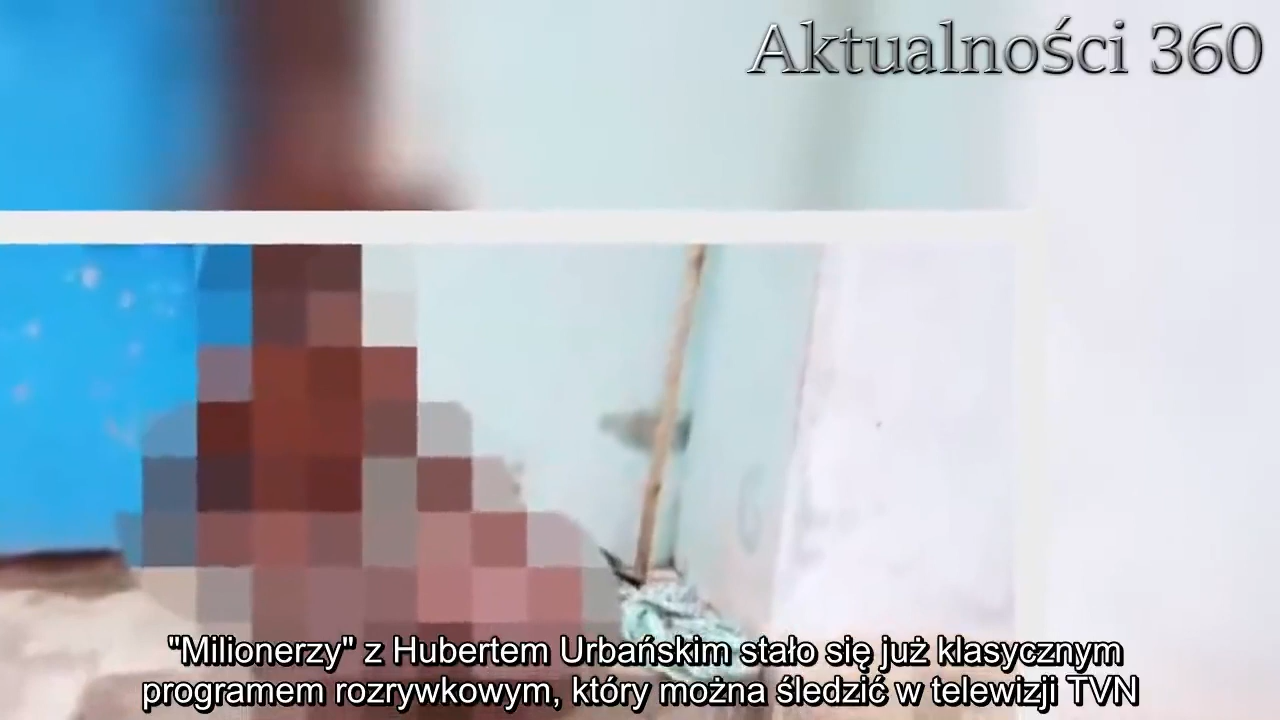 Aktualności 360
"Milionerzy" z Hubertem Urbańskim stało się już klasycznym
programem rozrywkowym, który można śledzić w telewizji TVN